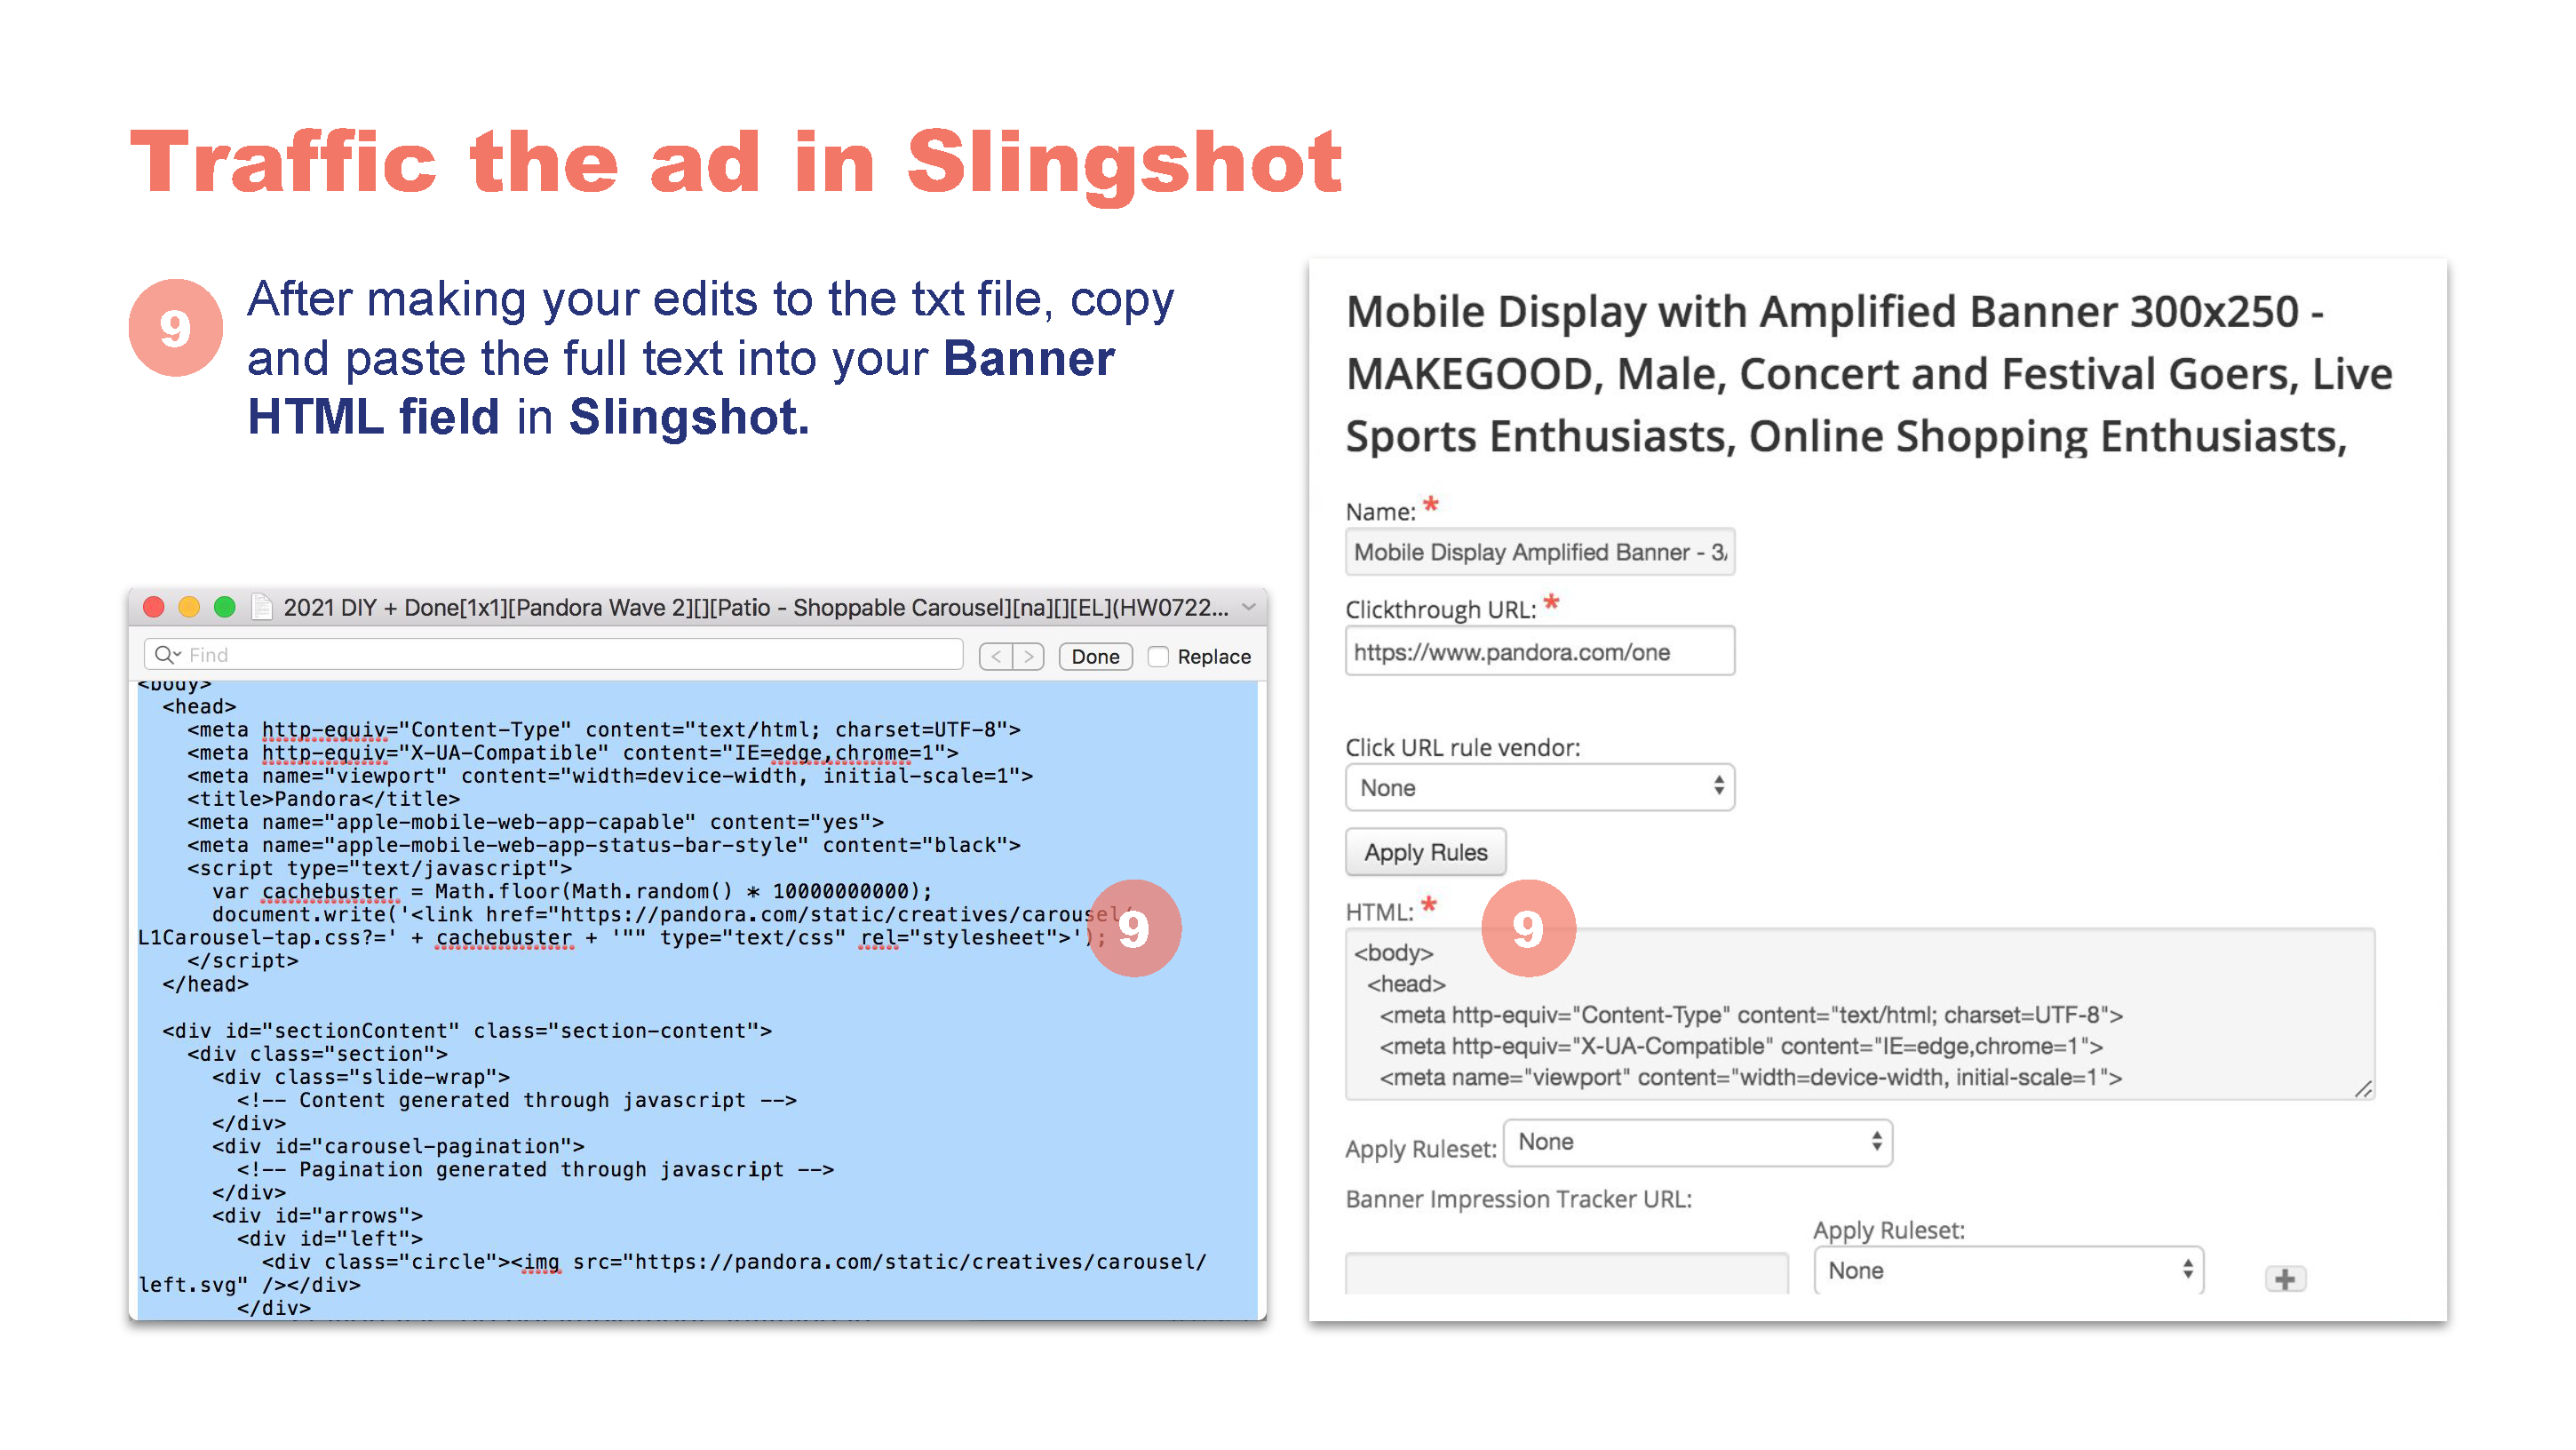 Traffic the ad in Slingshot
9
After making your edits to the txt file, copy
and paste the full text into your Banner
HTML field in Slingshot.
2021 DIY + Done[1x1][Pandora Wave 2][][Patio - Shoppable Carousel][na][][EL](HW0722...
Find
< > Done Replace
<body>
<head>
<meta http-equiv="Content-Type" content="text/html; charset=UTF-8">
<meta http-equiv="X-UA-Compatible" content="IE=edge,chrome=1">
<meta name="viewport" content="width=device-width, initial-scale=1">
<title>Pandora</title>
<meta name="apple-mobile-web-app-capable" content="yes">
<meta name="apple-mobile-web-app-status-bar-style" content="black">
<script type="text/javascript">
var cachebuster = Math.floor(Math.random() * 10000000000);
document.write('<link href="https://pandora.com/static/creatives/carousel/
L1Carousel-tap.css?=' + cachebuster + '"" type="text/css" rel="stylesheet">');
</script>
</head>
<div id="sectionContent" class="section-content">
<div class="section">
<div class="slide-wrap">
<!-- Content generated through javascript -->
</div>
<div id="carousel-pagination">
<!-- Pagination generated through javascript -->
</div>
<div id="arrows">
<div id="left">
<div class="circle"><img src="https://pandora.com/static/creatives/carousel/
left.svg" /></div>
</div>
9
Mobile Display with Amplified Banner 300x250 -
MAKEGOOD, Male, Concert and Festival Goers, Live
Sports Enthusiasts, Online Shopping Enthusiasts,
Name: *
Mobile Display Amplified Banner - 3/
Clickthrough URL: *
https://www.pandora.com/one
Click URL rule vendor:
None
Apply Rules
HTML: *
9
<body>
<head>
<meta http-equiv="Content-Type" content="text/html; charset=UTF-8">
<meta http-equiv="X-UA-Compatible" content="IE=edge,chrome=1">
<meta name="viewport" content="width=device-width, initial-scale=1">
Apply Ruleset: None
Banner Impression Tracker URL:
Apply Ruleset:
None
+